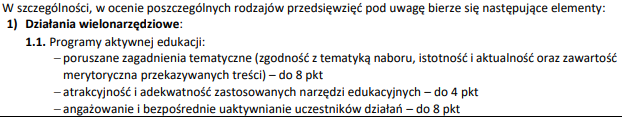 W szczególności, w ocenie poszczególnych rodzajów przedsięwzięć pod uwagę bierze się następujące elementy:
1) Działania wielonarzędziowe:
1.1. Programy aktywnej edukacji:
– poruszane zagadnienia tematyczne (zgodność z tematyką naboru, istotność i aktualność oraz zawartość
merytoryczna przekazywanych treści) – do 8 pkt
– atrakcyjność i adekwatność zastosowanych narzędzi edukacyjnych – do 4 pkt
– angażowanie i bezpośrednie uaktywnianie uczestników działań – do 8 pkt